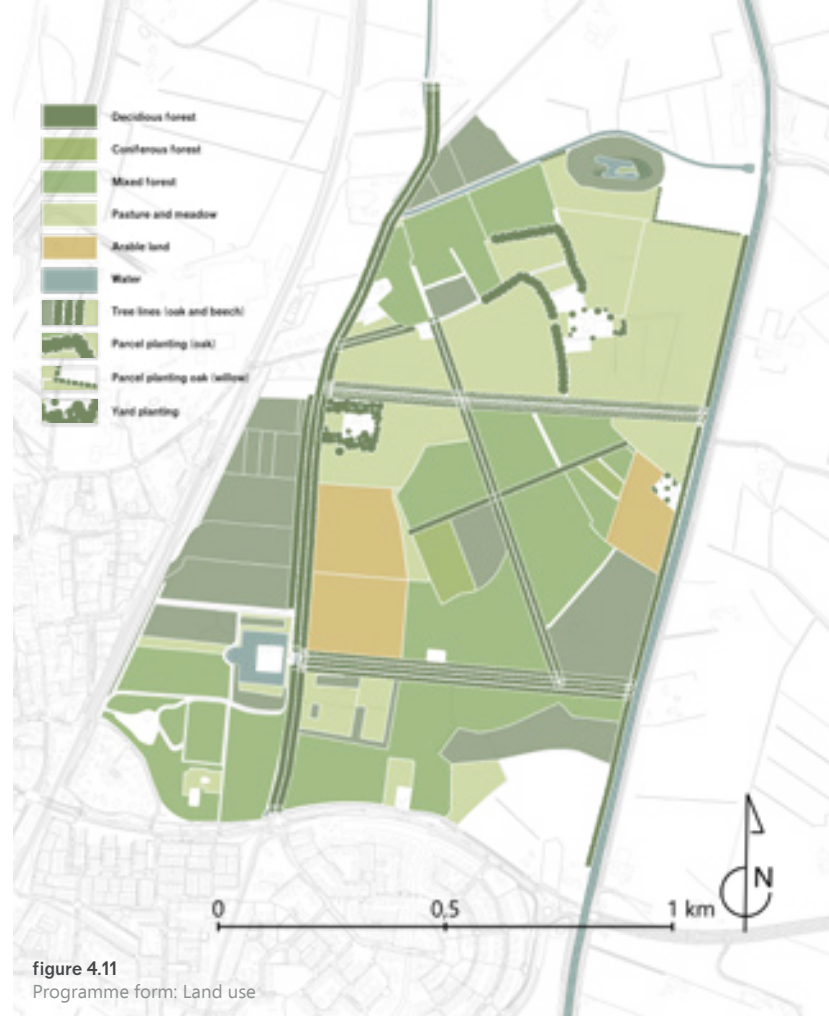 Decidious forest
Coniferous forest
Mixed forest
Pasture and meadow
Arable land
Water
Tree lines (oak and beech)
Parcel planting (oak)
Parcel planting oak (willow)
Yard planting
N
0 0,5 1 km
figure 4.11
Programme form: Land use